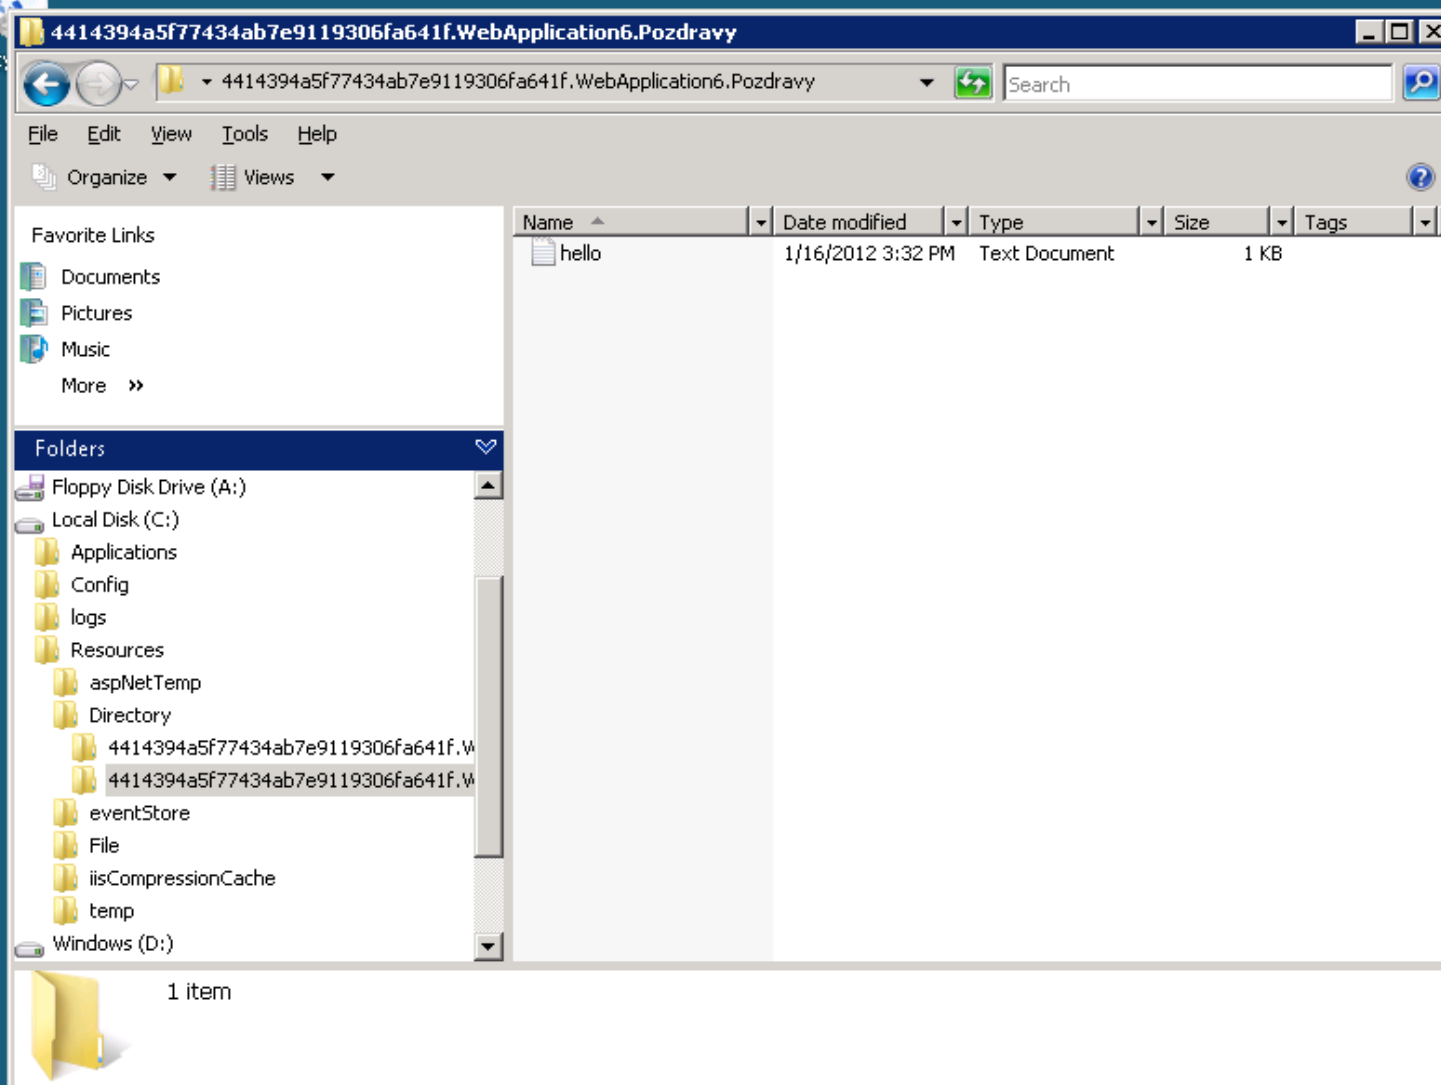 4414394a5f77434ab7e9119306fa641f.WebApplication6.Pozdravy
4414394a5f77434ab7e9119306fa641f.WebApplication6.Pozdravy
Search
File Edit View Tools Help
Organize Views
Favorite Links
Documents
Pictures
Music
More »
Name Date modified Type Size Tags
hello 1/16/2012 3:32 PM Text Document 1 KB
Folders
Floppy Disk Drive (A:)
Local Disk (C:)
Applications
Config
logs
Resources
aspNetTemp
Directory
4414394a5f77434ab7e9119306fa641f.W
4414394a5f77434ab7e9119306fa641f.W
eventStore
File
iisCompressionCache
temp
Windows (D:)
1 item